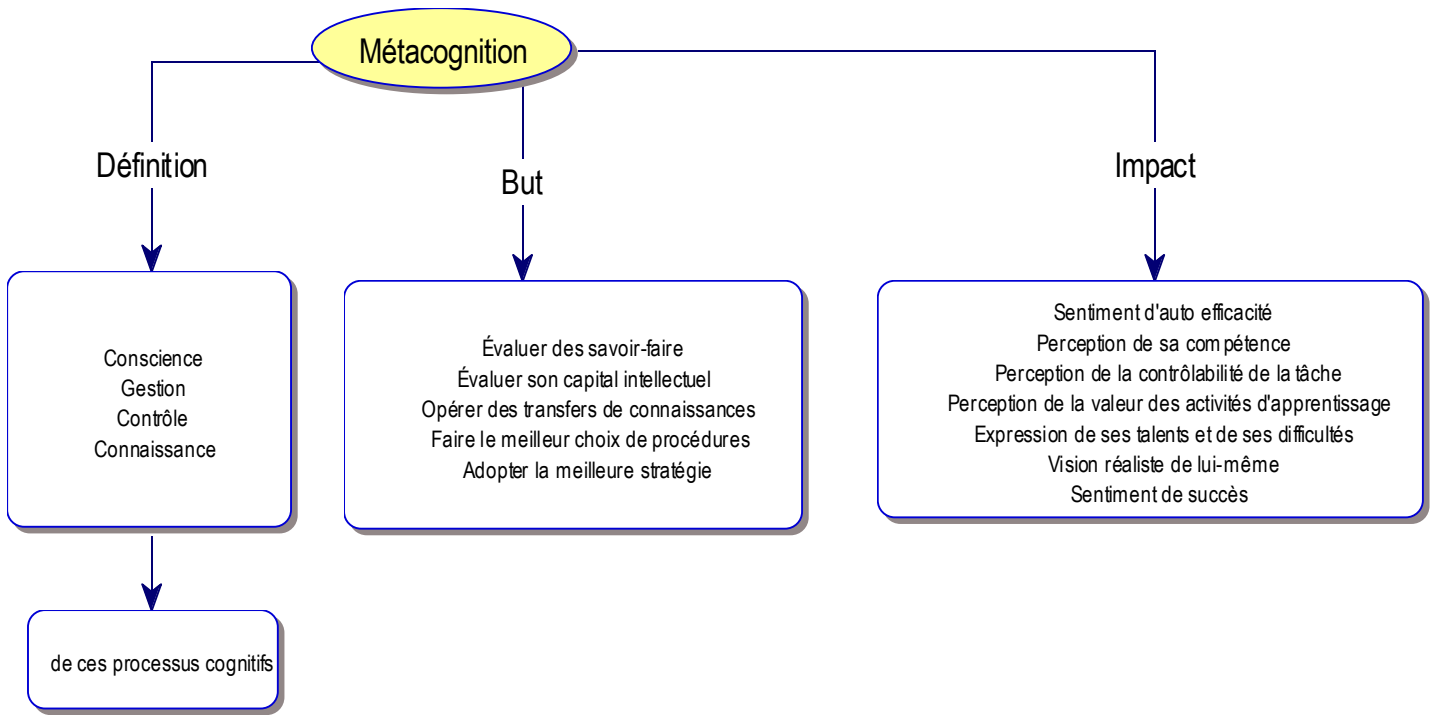 Métacognition
Définition
But
Impact
Conscience
Gestion
Contrôle
Connaissance
de ces processus cognitifs
Évaluer des savoir-faire
Évaluer son capital intellectuel
Opérer des transfers de connaissances
Faire le meilleur choix de procédures
Adopter la meilleure stratégie
Sentiment d'auto efficacité
Perception de sa compétence
Perception de la contrôlabilité de la tâche
Perception de la valeur des activités d'apprentissage
Expression de ses talents et de ses difficultés
Vision réaliste de lui-même
Sentiment de succès